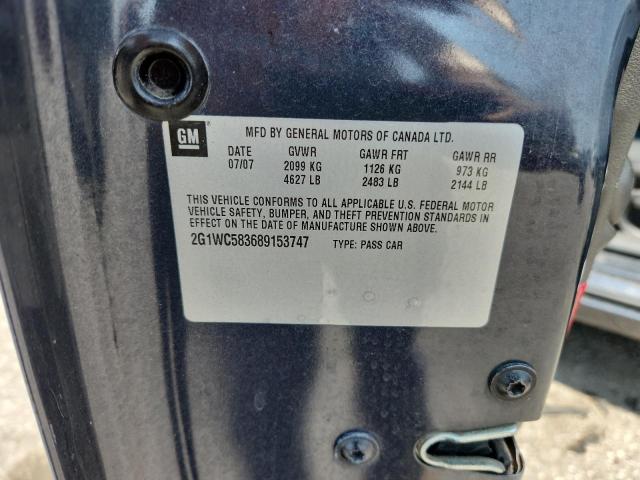 GM
MFD BY GENERAL MOTORS OF CANADA LTD.
DATE GVWR GAWR FRT GAWR RR
07/07 2099 KG 1126 KG 973 KG
4627 LB 2483 LB 2144 LB
THIS VEHICLE CONFORMS TO ALL APPLICABLE U.S. FEDERAL MOTOR
VEHICLE SAFETY, BUMPER, AND THEFT PREVENTION STANDARDS IN
EFFECT ON THE DATE OF MANUFACTURE SHOWN ABOVE.
2G1WC583689153747 TYPE: PASS CAR